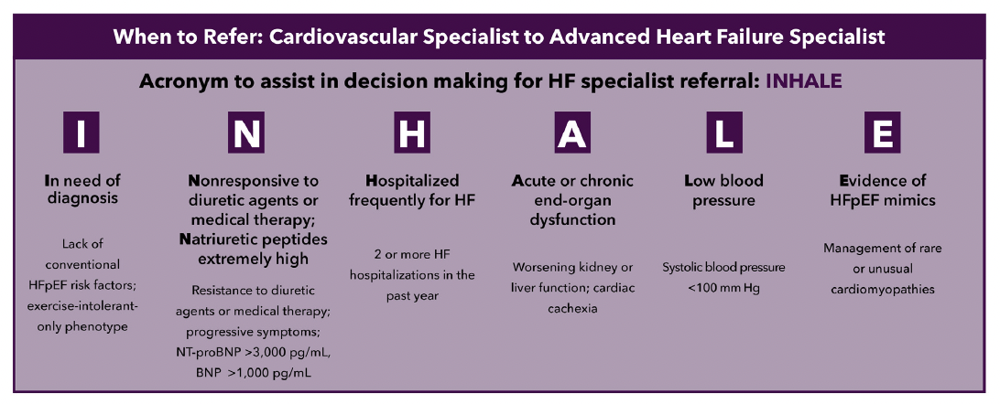 When to Refer: Cardiovascular Specialist to Advanced Heart Failure Specialist
Acronym to assist in decision making for HF specialist referral: INHALE
I
In need of
diagnosis
Lack of
conventional
HFpEF risk factors;
exercise-intolerant-
only phenotype
N
Nonresponsive to
diuretic agents or
medical therapy;
Natriuretic peptides
extremely high
Resistance to diuretic
agents or medical therapy;
progressive symptoms;
NT-proBNP >3,000 pg/mL,
BNP >1,000 pg/mL
H
Hospitalized
frequently for HF
2 or more HF
hospitalizations in the
past year
A
Acute or chronic
end-organ
dysfunction
Worsening kidney or
liver function; cardiac
cachexia
L
Low blood
pressure
Systolic blood pressure
<100 mm Hg
E
Evidence of
HFpEF mimics
Management of rare
or unusual
cardiomyopathies